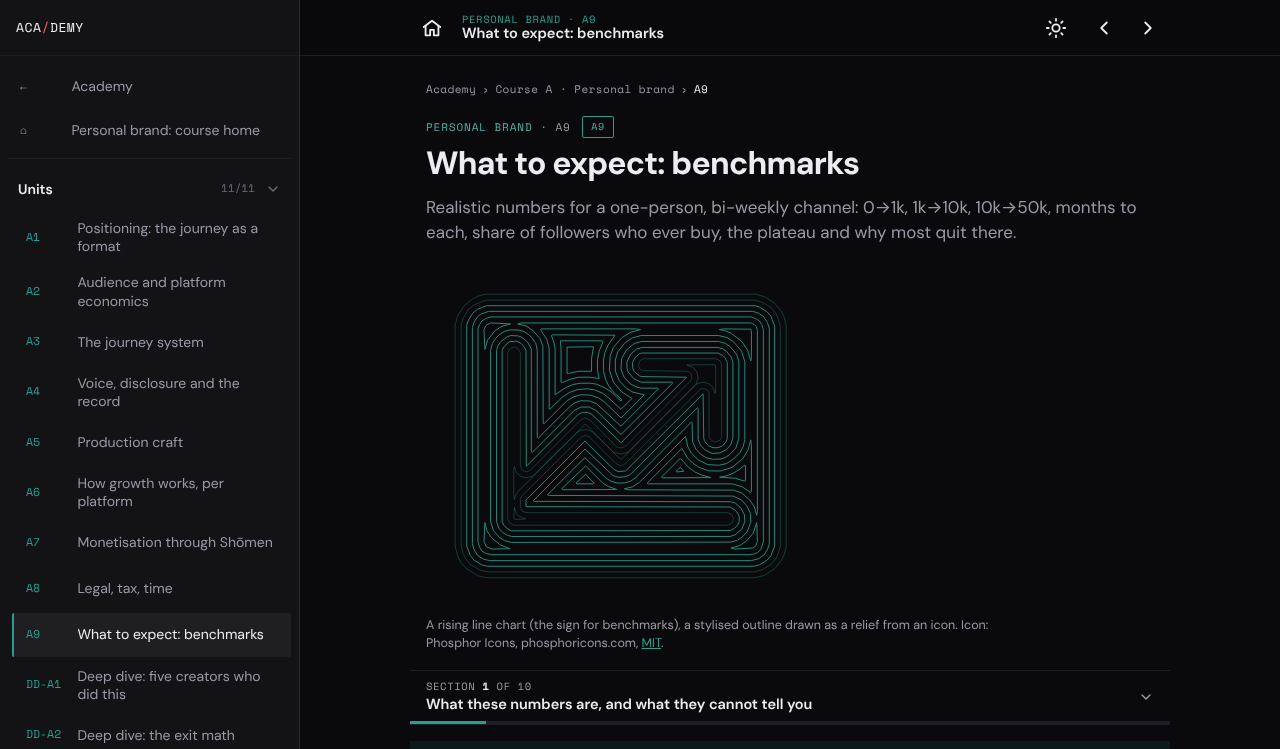 ACA/DEMY
PERSONAL BRAND · A9
What to expect: benchmarks
← Academy
⌂ Personal brand: course home
Units 11/11
A1 Positioning: the journey as a
format
A2 Audience and platform
economics
A3 The journey system
A4 Voice, disclosure and the
record
A5 Production craft
A6 How growth works, per
platform
A7 Monetisation through Shōmen
A8 Legal, tax, time
A9 What to expect: benchmarks
DD-A1 Deep dive: five creators who
did this
DD-A2 Deep dive: the exit math
Academy › Course A · Personal brand › A9
PERSONAL BRAND · A9 A9
What to expect: benchmarks
Realistic numbers for a one-person, bi-weekly channel: 0→1k, 1k→10k, 10k→50k, months to
each, share of followers who ever buy, the plateau and why most quit there.
A rising line chart (the sign for benchmarks), a stylised outline drawn as a relief from an icon. Icon:
Phosphor Icons, phosphoricons.com, MIT.
SECTION 1 OF 10
What these numbers are, and what they cannot tell you